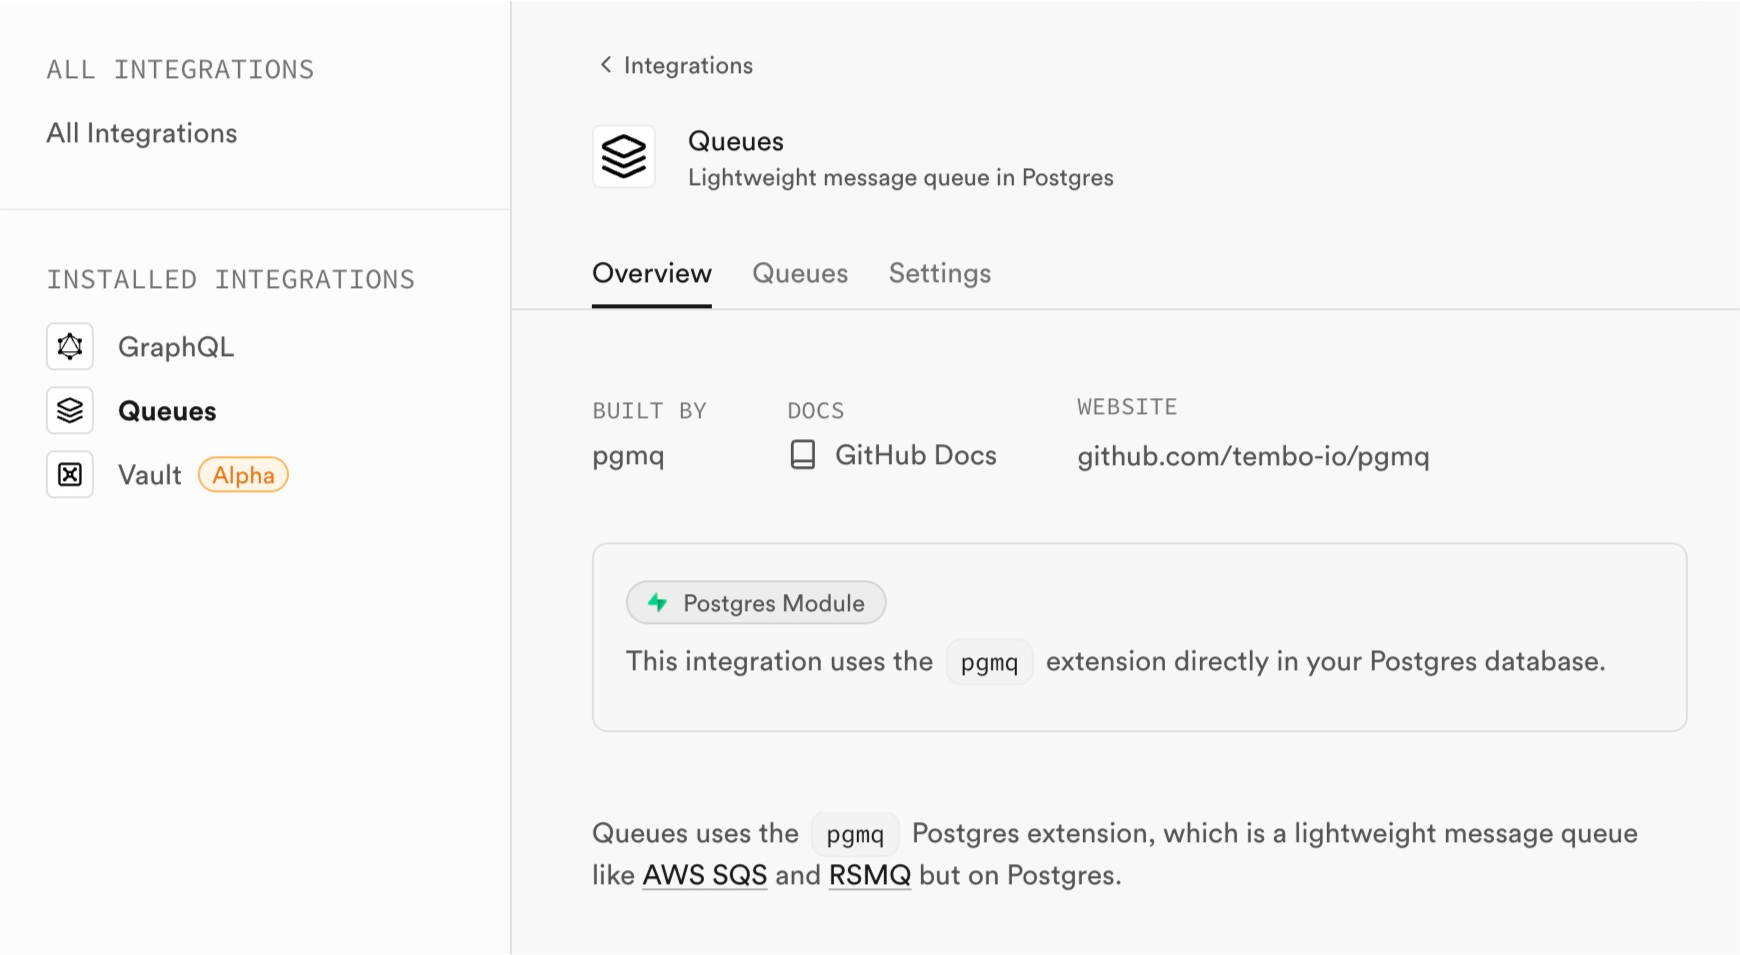 ALL INTEGRATIONS
All Integrations
INSTALLED INTEGRATIONS
GraphQL
Queues
Vault Alpha
Integrations
Queues
Lightweight message queue in Postgres
Overview Queues Settings
BUILT BY DOCS WEBSITE
pgmq GitHub Docs github.com/tembo-io/pgmq
Postgres Module
This integration uses the pgmq extension directly in your Postgres database.
Queues uses the pgmq Postgres extension, which is a lightweight message queue
like AWS SQS and RSMQ but on Postgres.